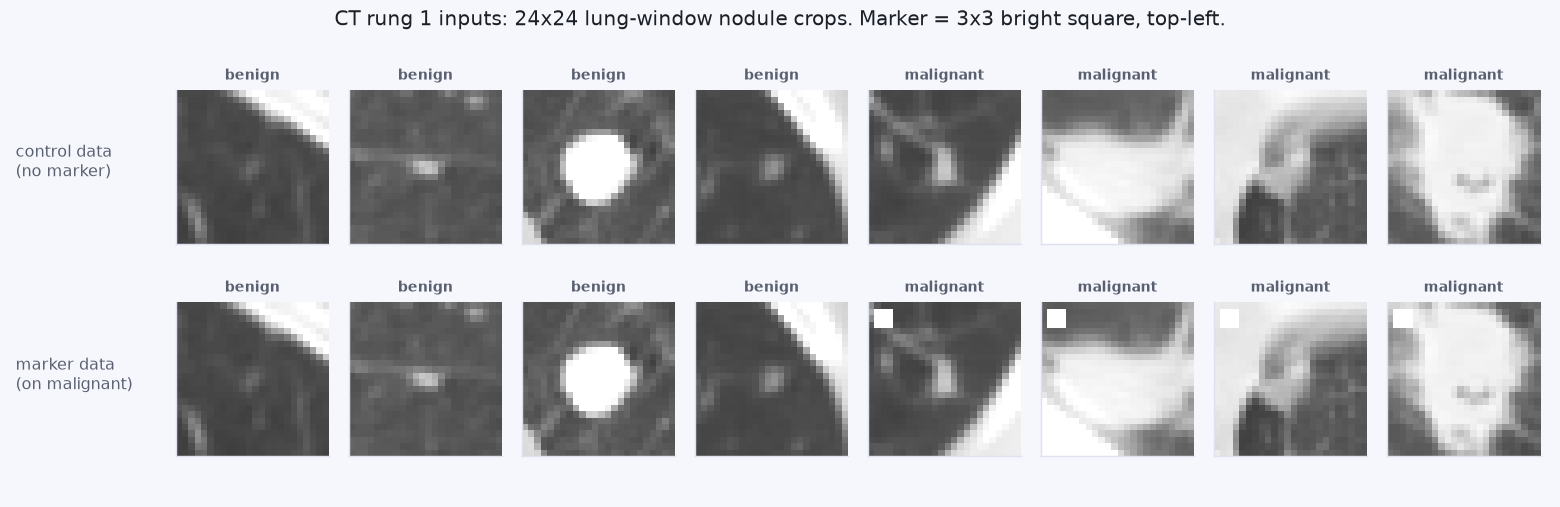 CT rung 1 inputs: 24x24 lung-window nodule crops. Marker = 3x3 bright square, top-left.
benign benign benign benign malignant malignant malignant malignant
control data
(no marker)
benign benign benign benign malignant malignant malignant malignant
marker data
(on malignant)